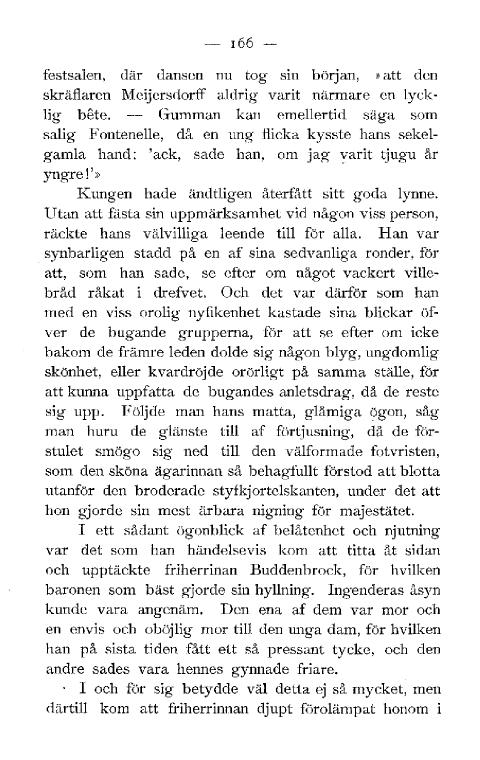 — 166 —
festsalen, där dansen nu tog sin början, »att den
skräflaren Meijersdorff aldrig varit närmare en lyck-
lig bête. — Gumman kan emellertid säga som
salig Fontenelle, då en ung flicka kysste hans sekel-
gamla hand: 'ack, sade han, om jag varit tjugu år
yngre!'»
Kungen hade ändtligen återfått sitt goda lynne.
Utan att fästa sin uppmärksamhet vid någon viss person,
räckte hans välvilliga leende till för alla. Han var
synbarligen stadd på en af sina sedvanliga ronder, för
att, som han sade, se efter om något vackert ville-
bråd råkat i drefvet. Och det var därför som han
med en viss orolig nyfikenhet kastade sina blickar öf-
ver de bugande grupperna, för att se efter om icke
bakom de främre leden dolde sig någon blyg, ungdomlig
skönhet, eller kvardröjde orörligt på samma ställe, för
att kunna uppfatta de bugandes anletsdrag, då de reste
sig upp. Följde man hans matta, glåmiga ögon, såg
man huru de glänste till af förtjusning, då de för-
stulet smögo sig ned till den välformade fotvristen,
som den sköna ägarinnan så behagfullt förstod att blotta
utanför den broderade styfkjortelskanten, under det att
hon gjorde sin mest ärbara nigning för majestätet.
I ett sådant ögonblick af belåtenhet och njutning
var det som han händelsevis kom att titta åt sidan
och upptäckte friherrinan Buddenbrock, för hvilken
baronen som bäst gjorde sin hyllning. Ingenderas åsyn
kunde vara angenäm. Den ena af dem var mor och
en envis och oböjlig mor till den unga dam, för hvilken
han på sista tiden fått ett så pressant tycke, och den
andre sades vara hennes gynnade friare.
I och för sig betydde väl detta ej så mycket, men
därtill kom att friherrinnan djupt förolämpat honom i